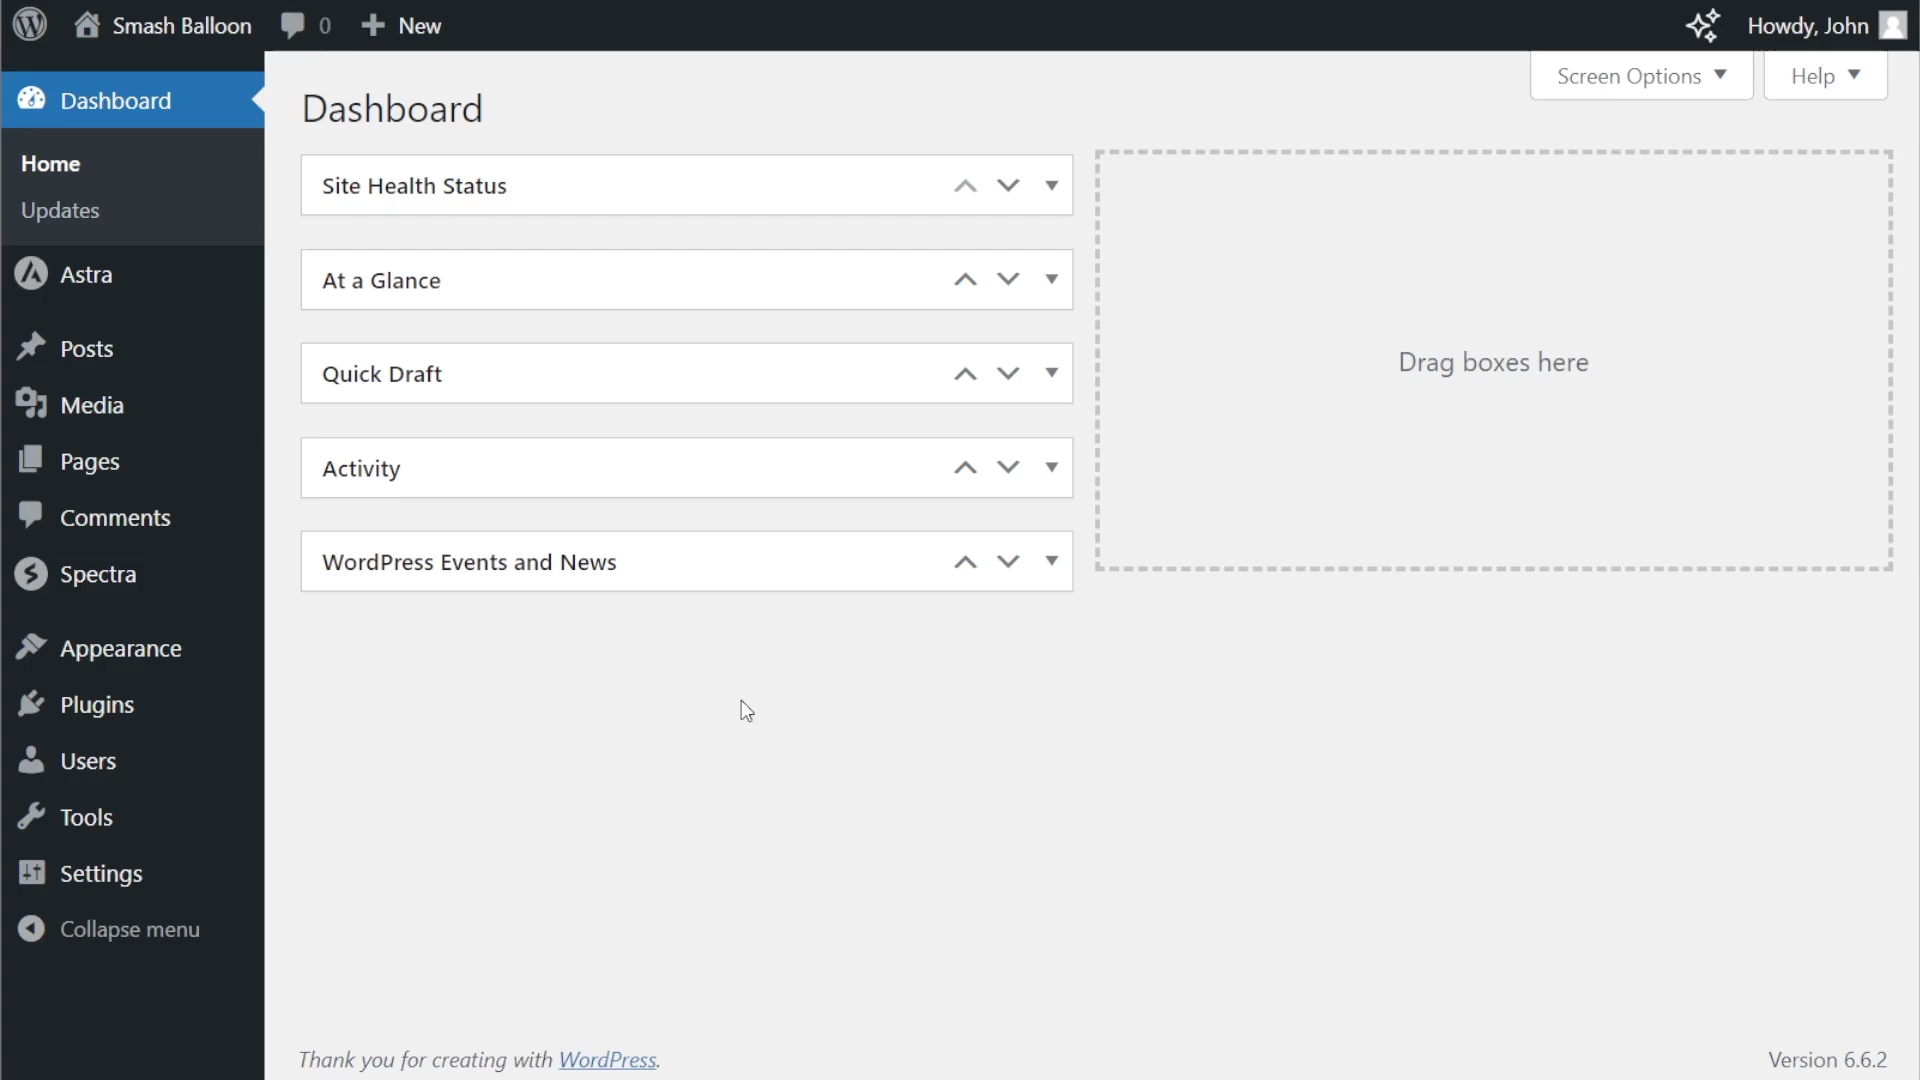 Smash Balloon 0 New Howdy, John
Screen Options Help
Dashboard
Home
Updates
Astra
Posts
Media
Pages
Comments
Spectra
Appearance
Plugins
Users
Tools
Settings
Collapse menu
Dashboard
Site Health Status
At a Glance
Quick Draft
Activity
WordPress Events and News
Drag boxes here
Thank you for creating with WordPress.
Version 6.6.2